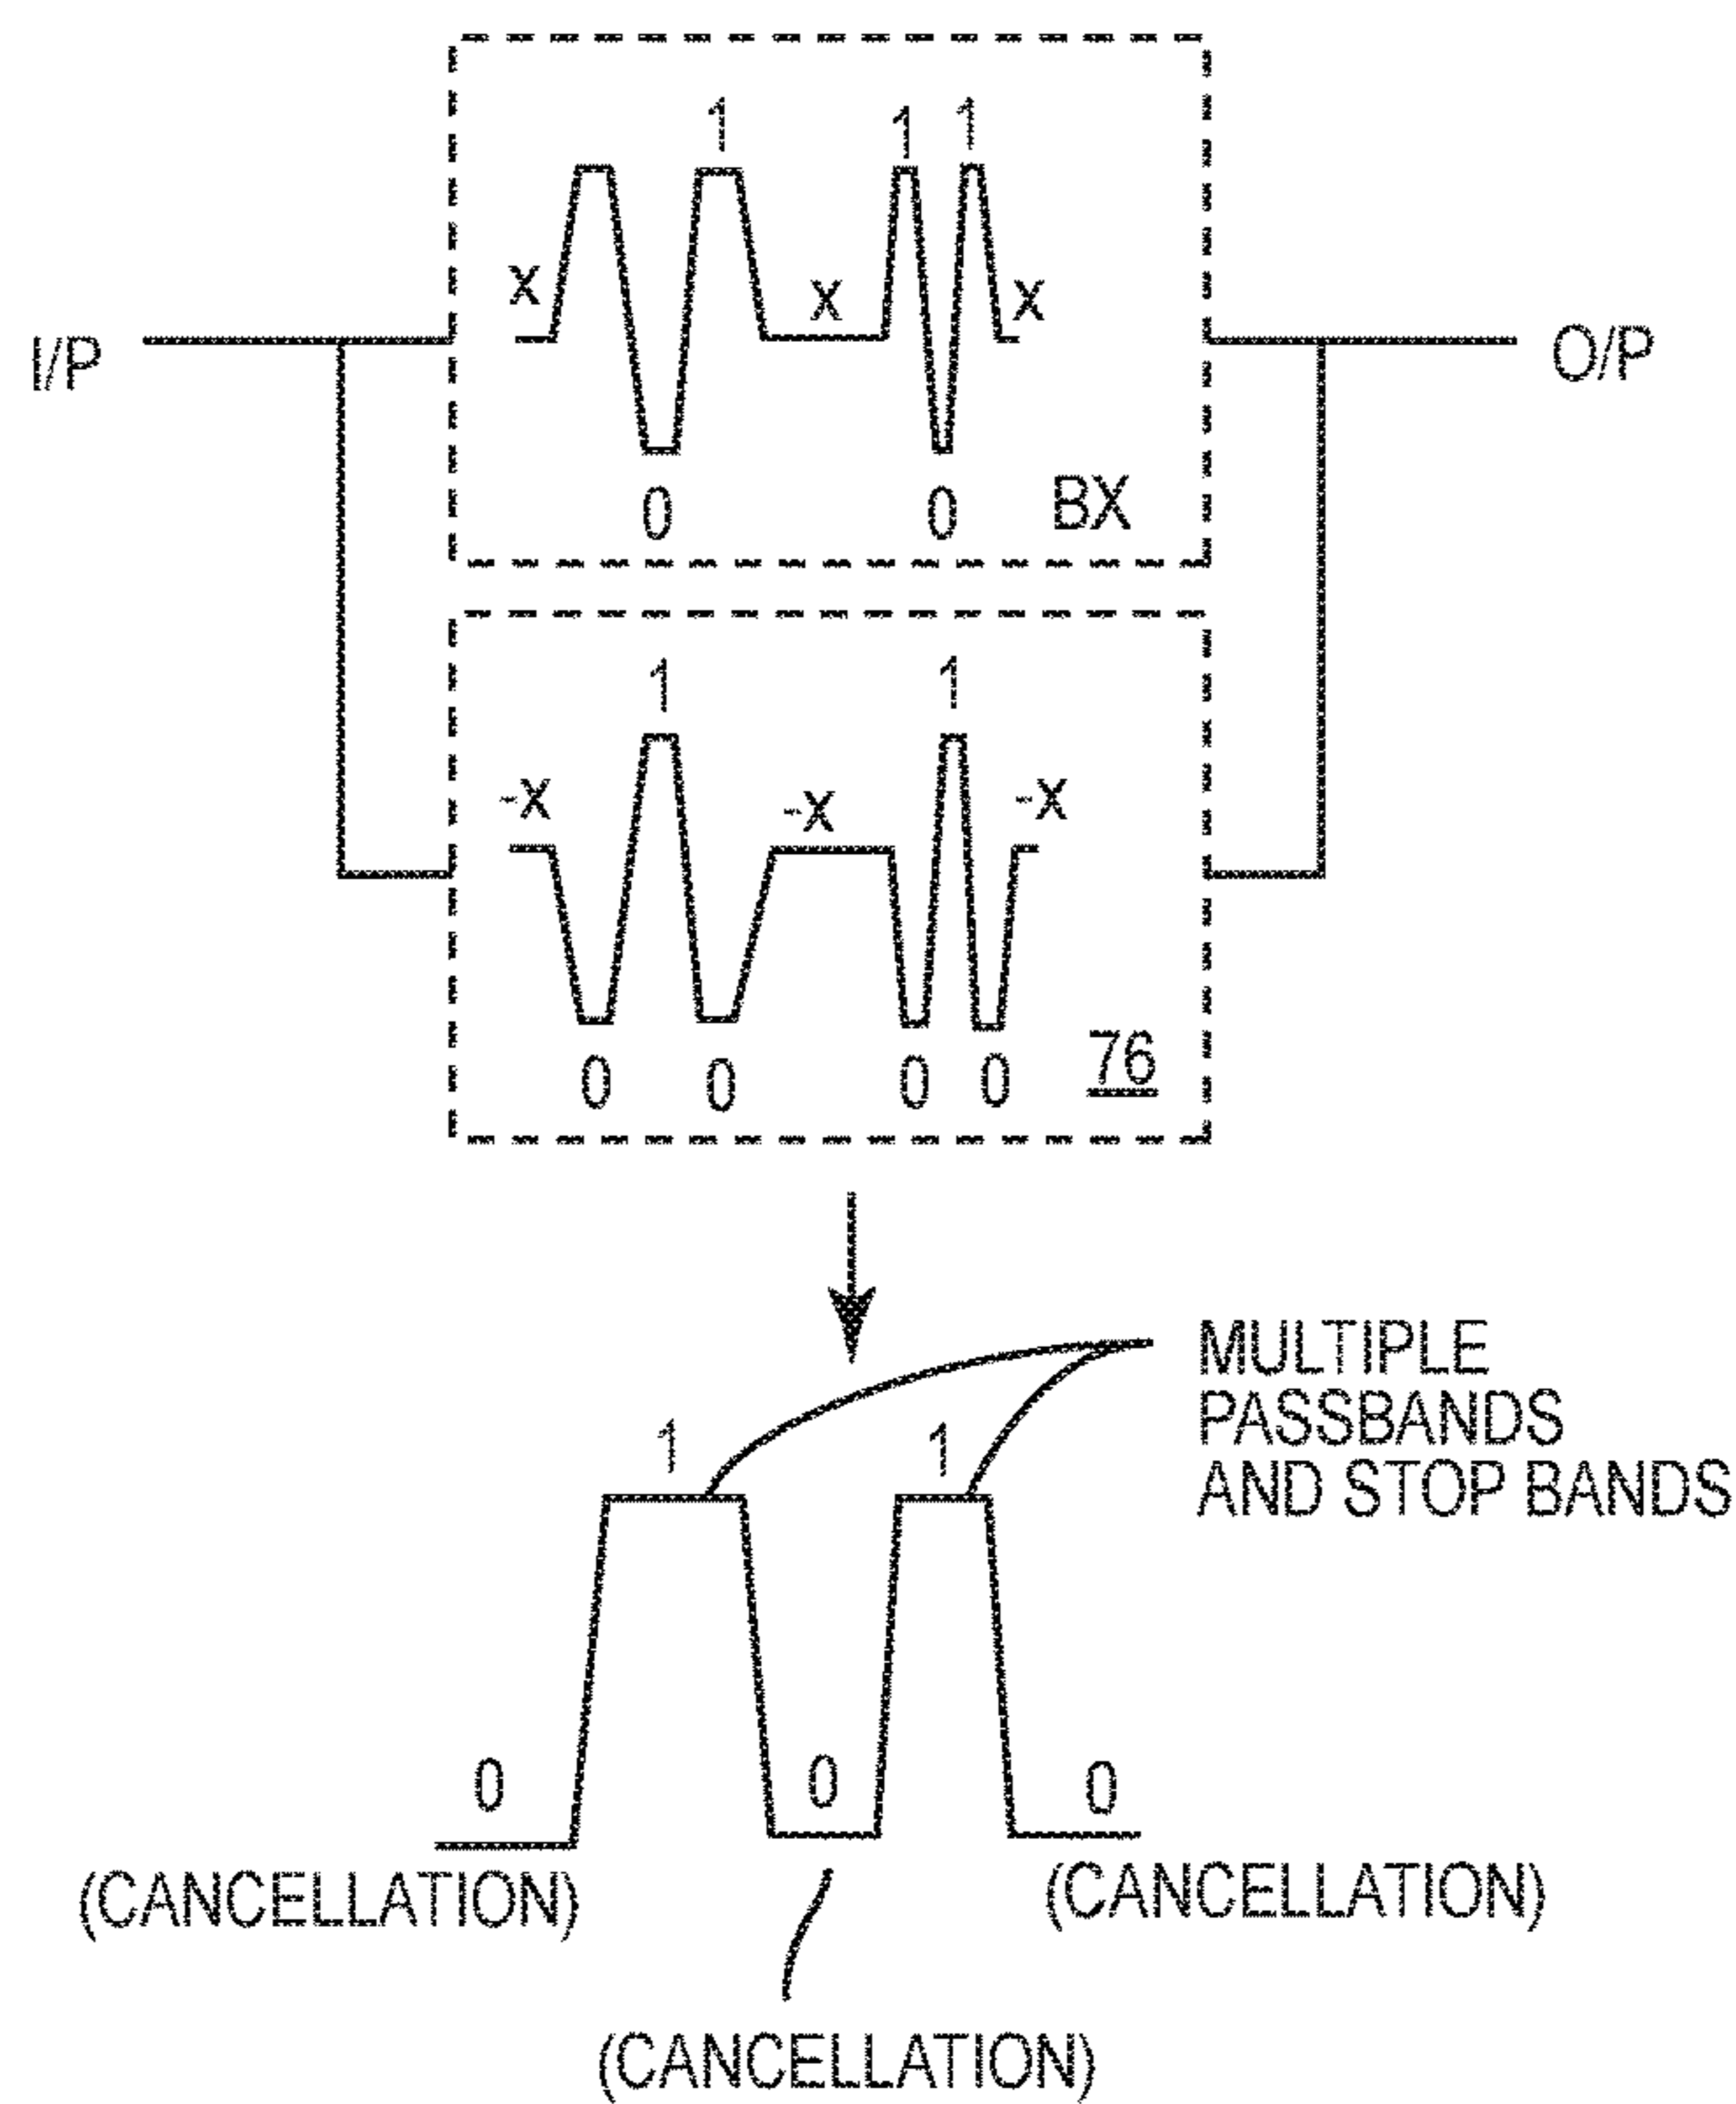 1 1 1
X X X
I/P O/P
0 0 BX
1 1
-X -X -X
76
0 0 0 0
MULTIPLE
PASSBANDS
AND STOP BANDS
1 1
0 0 0
(CANCELLATION) (CANCELLATION)
(CANCELLATION)